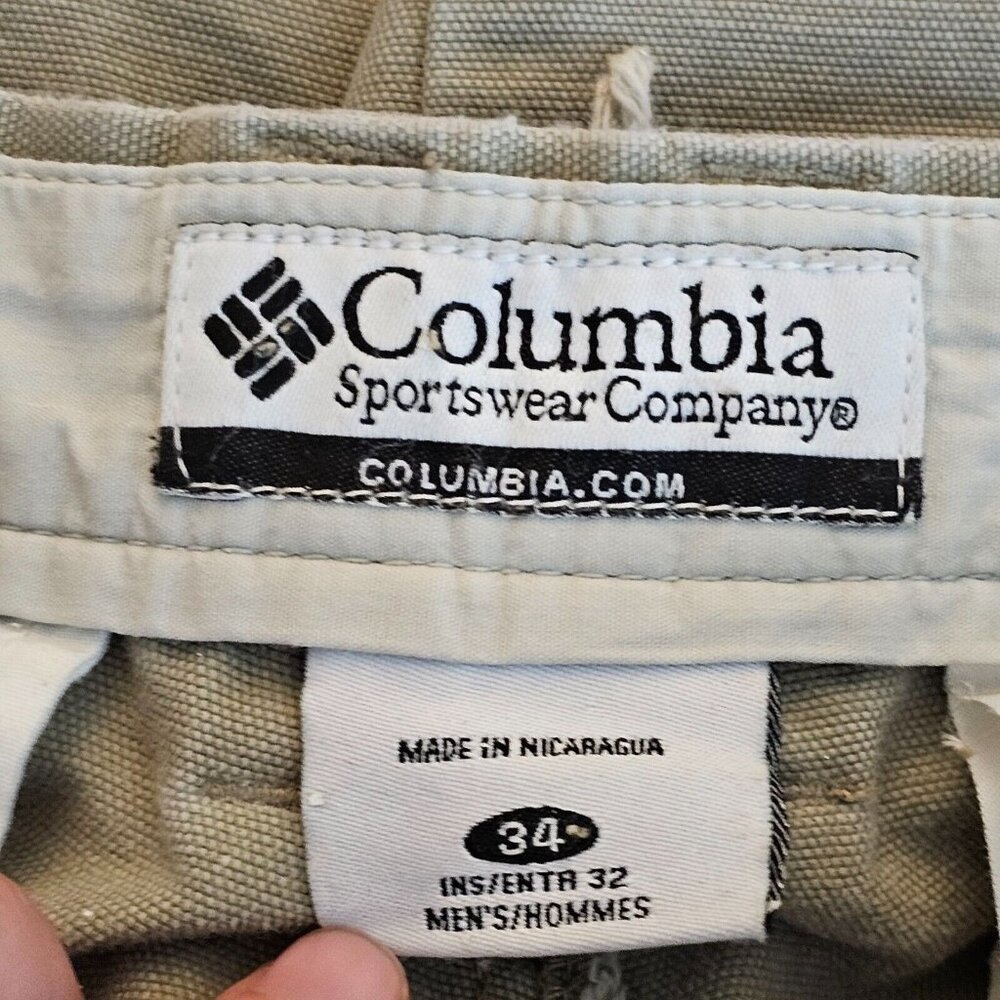 Columbia
Sportswear Company®
COLUMBIA.COM
MADE IN NICARAGUA
34
INS/ENTR 32
MEN'S/HOMMES